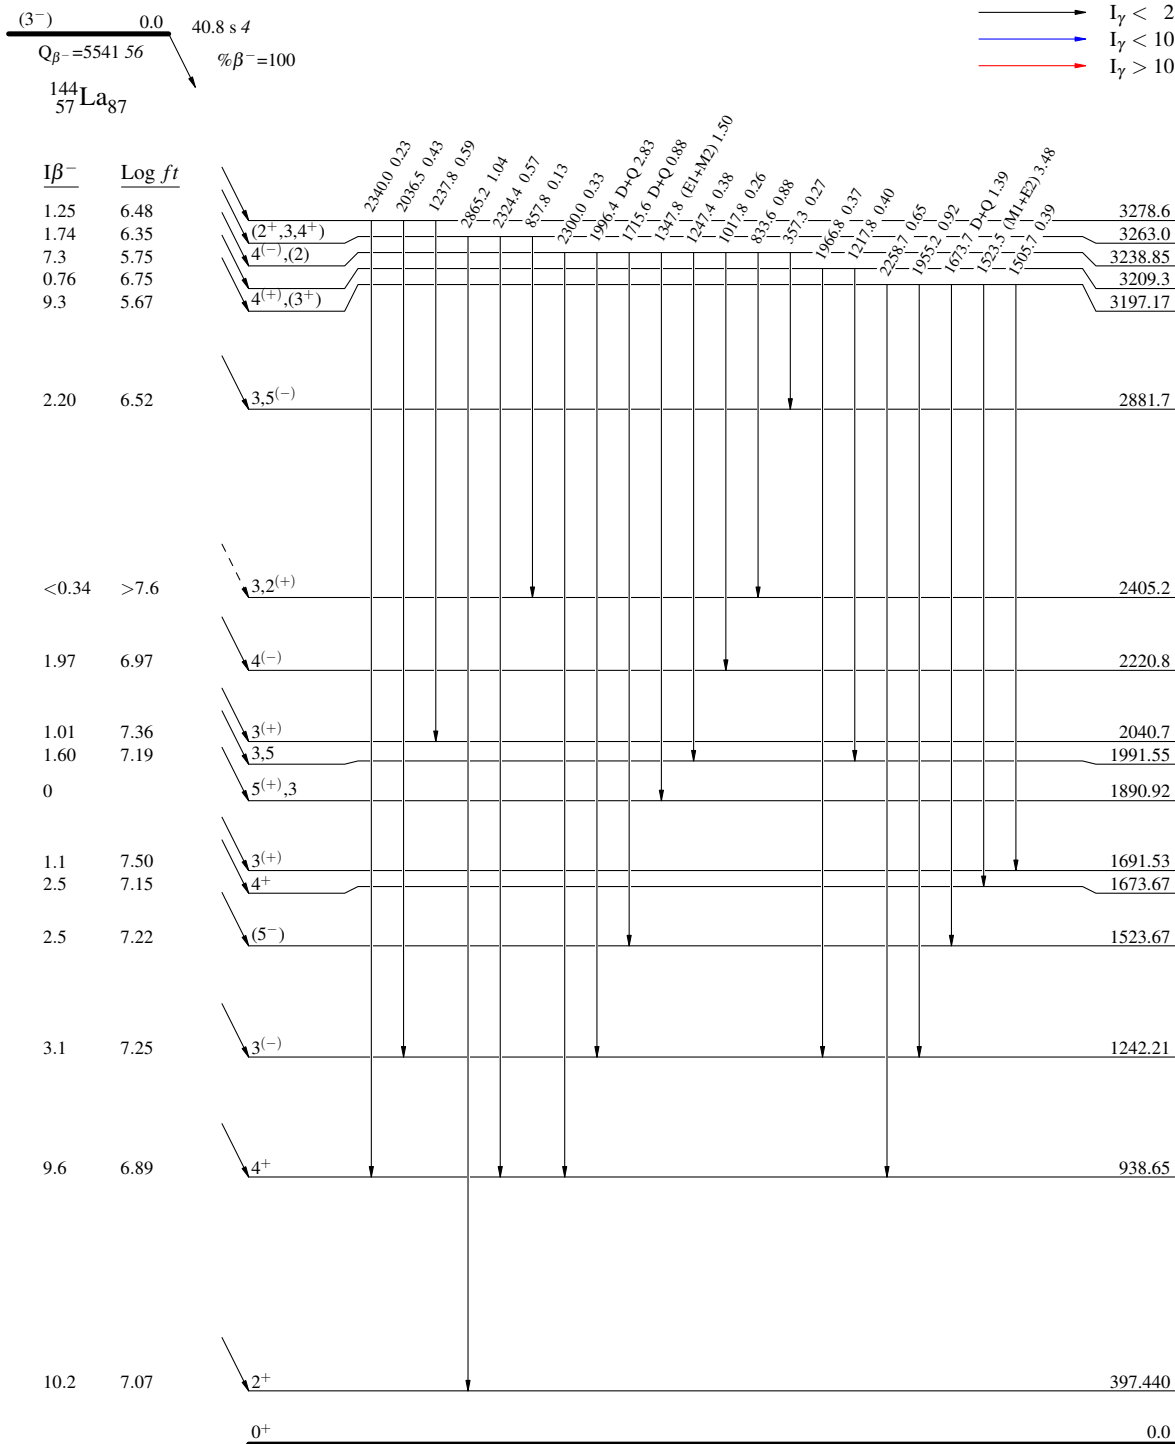 (3⁻) 0.0 40.8 s 4
Qβ−=5541 56
%β⁻=100
¹⁴⁴₅₇La₈₇
Iγ < 2
Iγ < 10
Iγ > 10
Iβ⁻ Log ft
2340.0 0.23
2036.5 0.43
1237.8 0.59
2865.2 1.04
2324.4 0.57
857.8 0.13
2300.0 0.33
1996.4 D+Q 2.83
1715.6 D+Q 0.88
1347.8 (E1+M2) 1.50
1247.4 0.38
1017.8 0.26
833.6 0.88
357.3 0.27
1966.8 0.37
1217.8 0.40
2258.7 0.65
1955.2 0.92
1673.7 D+Q 1.39
1523.5 (M1+E2) 3.48
1505.7 0.39
1.25 6.48 3278.6
1.74 6.35 (2⁺,3,4⁺) 3263.0
7.3 5.75 4⁽⁻⁾,(2) 3238.85
0.76 6.75 3209.3
9.3 5.67 4⁽⁺⁾,(3⁺) 3197.17
2.20 6.52 3,5⁽⁻⁾ 2881.7
<0.34 >7.6 3,2⁽⁺⁾ 2405.2
1.97 6.97 4⁽⁻⁾ 2220.8
1.01 7.36 3⁽⁺⁾ 2040.7
1.60 7.19 3,5 1991.55
0 5⁽⁺⁾,3 1890.92
1.1 7.50 3⁽⁺⁾ 1691.53
2.5 7.15 4⁺ 1673.67
2.5 7.22 (5⁻) 1523.67
3.1 7.25 3⁽⁻⁾ 1242.21
9.6 6.89 4⁺ 938.65
10.2 7.07 2⁺ 397.440
0⁺ 0.0